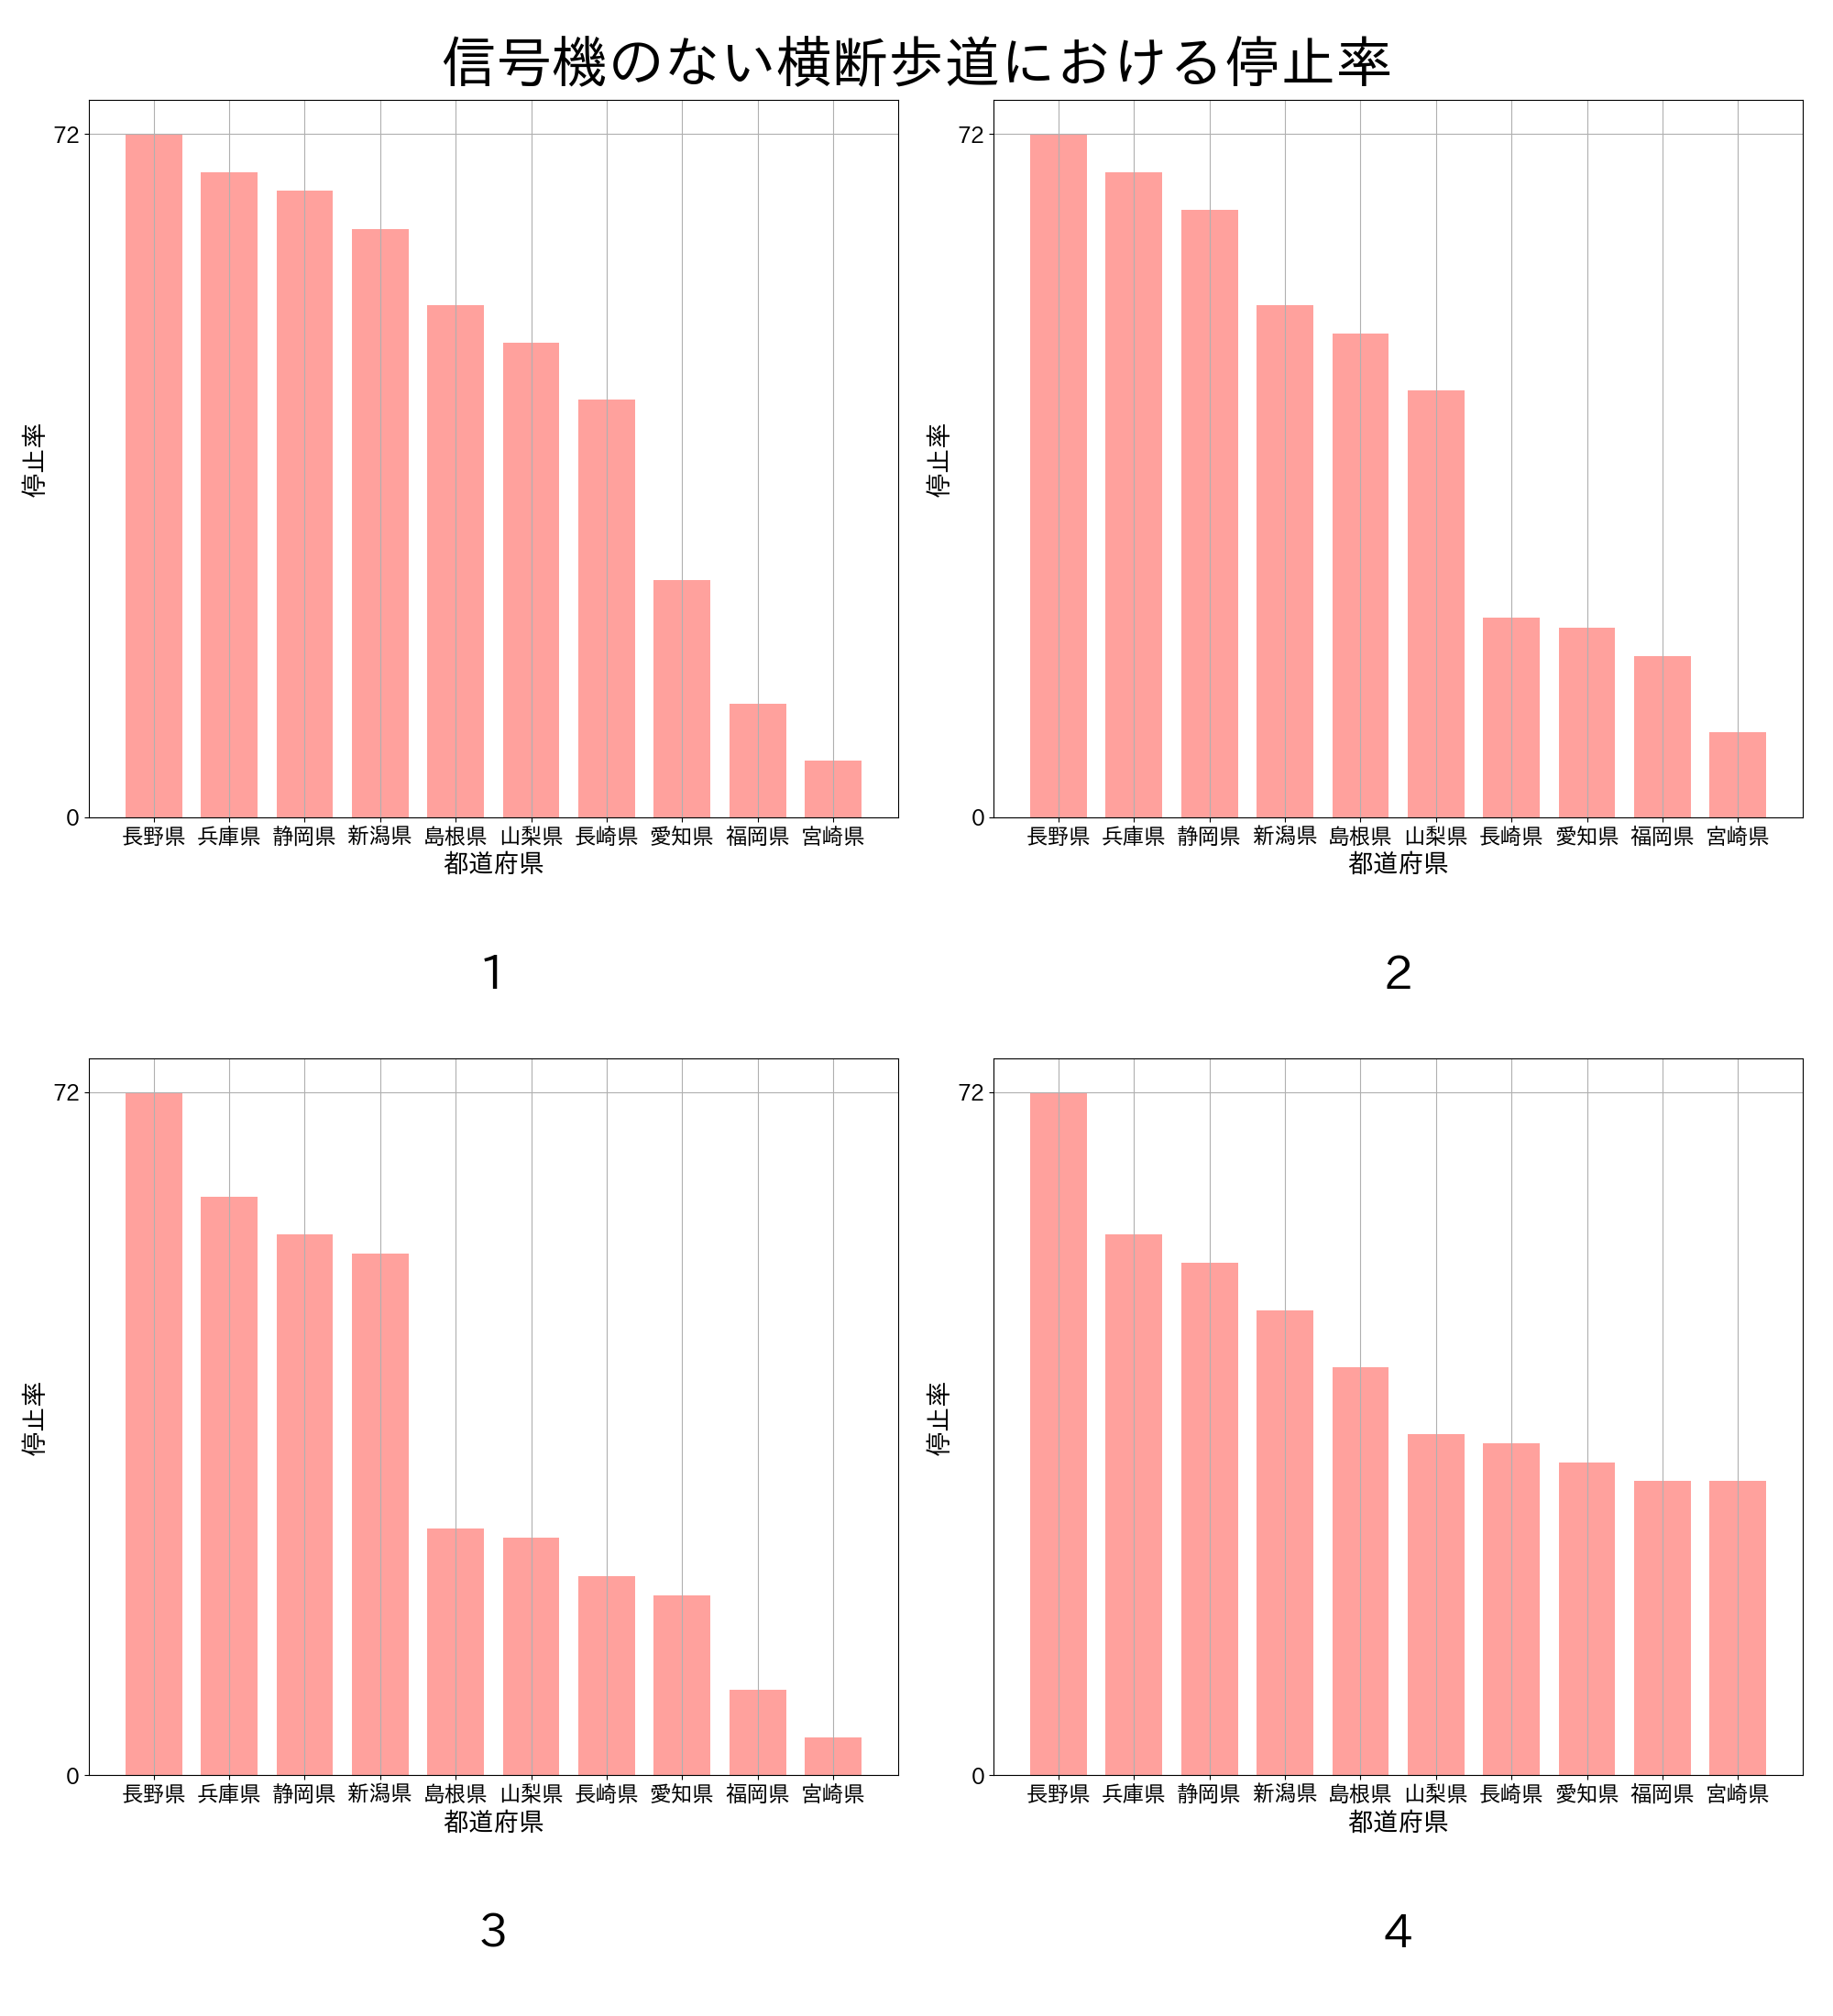 信号機のない横断歩道における停止率
72
停止率
0
長野県 兵庫県 静岡県 新潟県 島根県 山梨県 長崎県 愛知県 福岡県 宮崎県
都道府県
1
72
停止率
0
長野県 兵庫県 静岡県 新潟県 島根県 山梨県 長崎県 愛知県 福岡県 宮崎県
都道府県
2
72
停止率
0
長野県 兵庫県 静岡県 新潟県 島根県 山梨県 長崎県 愛知県 福岡県 宮崎県
都道府県
3
72
停止率
0
長野県 兵庫県 静岡県 新潟県 島根県 山梨県 長崎県 愛知県 福岡県 宮崎県
都道府県
4